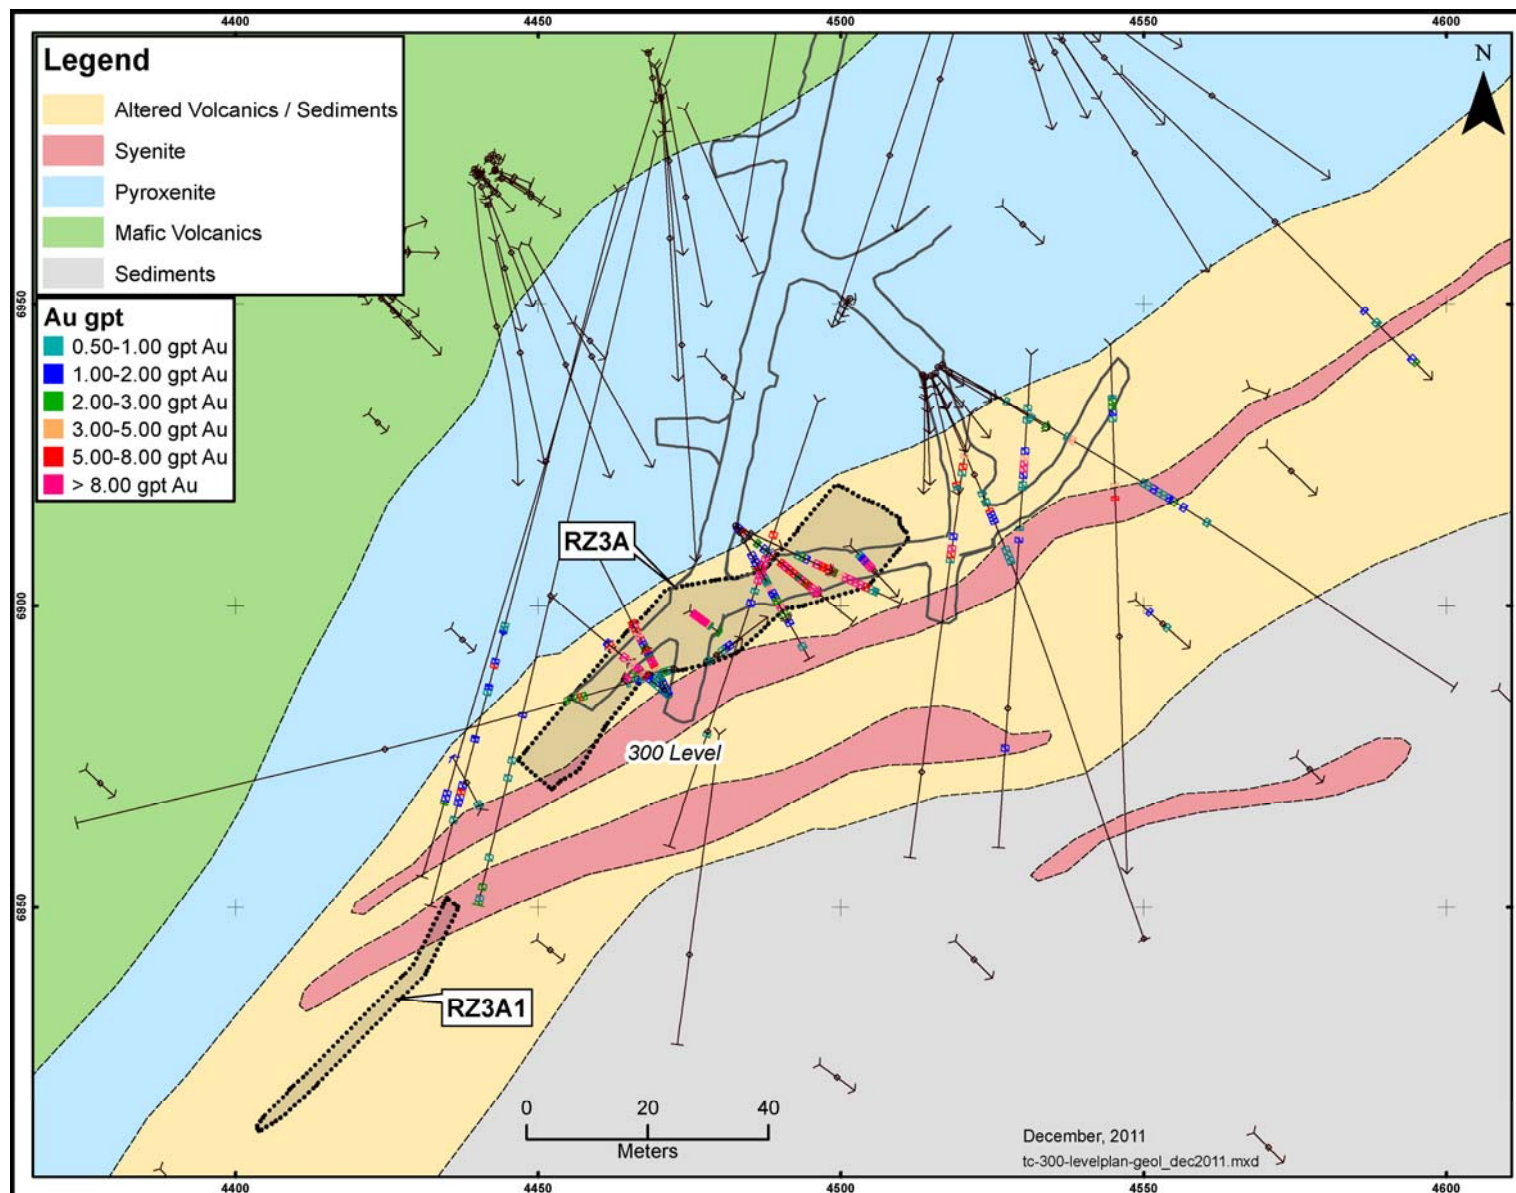 4400 4450 4500 4550 4600
Legend
Altered Volcanics / Sediments
Syenite
Pyroxenite
Mafic Volcanics
Sediments
N
6950 6950
Au gpt
0.50-1.00 gpt Au
1.00-2.00 gpt Au
2.00-3.00 gpt Au
3.00-5.00 gpt Au
5.00-8.00 gpt Au
> 8.00 gpt Au
RZ3A
6900 6900
300 Level
6850 6850
RZ3A1
0 20 40
Meters
December, 2011
tc-300-levelplan-geol_dec2011.mxd
4400 4450 4500 4550 4600